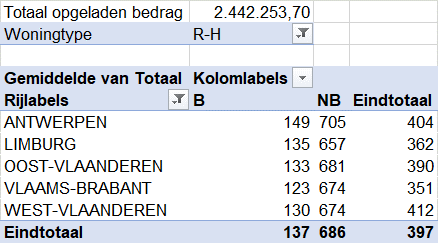 Totaal opgeladen bedrag 2.442.253,70
Woningtype R-H
Gemiddelde van Totaal Kolomlabels
Rijlabels B NB Eindtotaal
ANTWERPEN 149 705 404
LIMBURG 135 657 362
OOST-VLAANDEREN 133 681 390
VLAAMS-BRABANT 123 674 351
WEST-VLAANDEREN 130 674 412
Eindtotaal 137 686 397